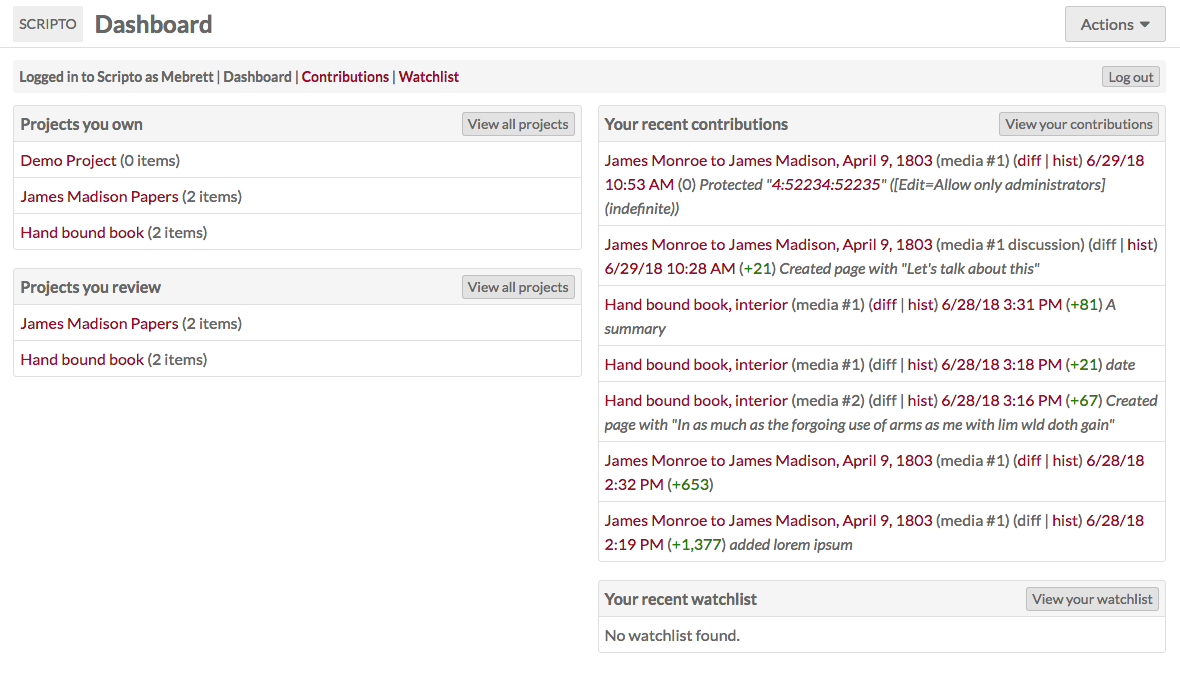 SCRIPTO Dashboard
Actions
Logged in to Scripto as Mebrett | Dashboard | Contributions | Watchlist
Log out
Projects you own
View all projects
Demo Project (0 items)
James Madison Papers (2 items)
Hand bound book (2 items)
Projects you review
View all projects
James Madison Papers (2 items)
Hand bound book (2 items)
Your recent contributions
View your contributions
James Monroe to James Madison, April 9, 1803 (media #1) (diff | hist) 6/29/18
10:53 AM (0) Protected "4:52234:52235" ([Edit=Allow only administrators]
(indefinite))
James Monroe to James Madison, April 9, 1803 (media #1 discussion) (diff | hist)
6/29/18 10:28 AM (+21) Created page with "Let's talk about this"
Hand bound book, interior (media #1) (diff | hist) 6/28/18 3:31 PM (+81) A
summary
Hand bound book, interior (media #1) (diff | hist) 6/28/18 3:18 PM (+21) date
Hand bound book, interior (media #2) (diff | hist) 6/28/18 3:16 PM (+67) Created
page with "In as much as the forgoing use of arms as me with lim wld doth gain"
James Monroe to James Madison, April 9, 1803 (media #1) (diff | hist) 6/28/18
2:32 PM (+653)
James Monroe to James Madison, April 9, 1803 (media #1) (diff | hist) 6/28/18
2:19 PM (+1,377) added lorem ipsum
Your recent watchlist
View your watchlist
No watchlist found.